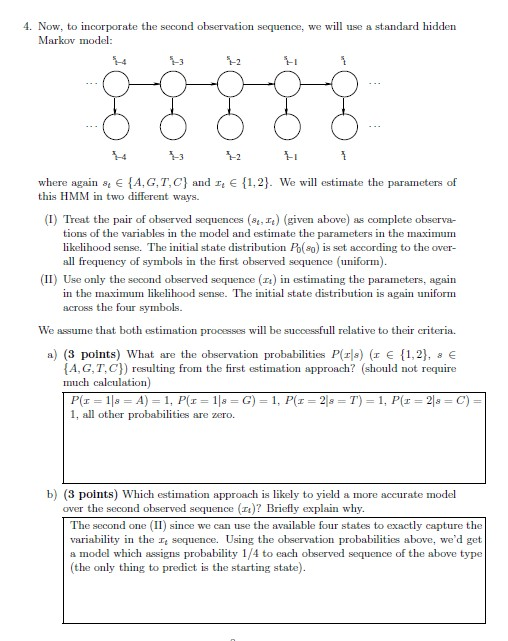 4. Now, to incorporate the second observation sequence, we will use a standard hidden
Markov model:
s t−4 s t−3 s t−2 s t−1 s t
... ...
... ...
x t−4 x t−3 x t−2 x t−1 x t
where again s_t ∈ {A, G, T, C} and x_t ∈ {1, 2}. We will estimate the parameters of
this HMM in two different ways.
(I) Treat the pair of observed sequences (s_t, x_t) (given above) as complete observa-
tions of the variables in the model and estimate the parameters in the maximum
likelihood sense. The initial state distribution P_0(s_0) is set according to the over-
all frequency of symbols in the first observed sequence (uniform).
(II) Use only the second observed sequence (x_t) in estimating the parameters, again
in the maximum likelihood sense. The initial state distribution is again uniform
across the four symbols.
We assume that both estimation processes will be successfull relative to their criteria.
a) (3 points) What are the observation probabilities P(x|s) (x ∈ {1, 2}, s ∈
{A, G, T, C}) resulting from the first estimation approach? (should not require
much calculation)
P(x = 1|s = A) = 1, P(x = 1|s = G) = 1, P(x = 2|s = T) = 1, P(x = 2|s = C) =
1, all other probabilities are zero.
b) (3 points) Which estimation approach is likely to yield a more accurate model
over the second observed sequence (x_t)? Briefly explain why.
The second one (II) since we can use the available four states to exactly capture the
variability in the x_t sequence. Using the observation probabilities above, we'd get
a model which assigns probability 1/4 to each observed sequence of the above type
(the only thing to predict is the starting state).